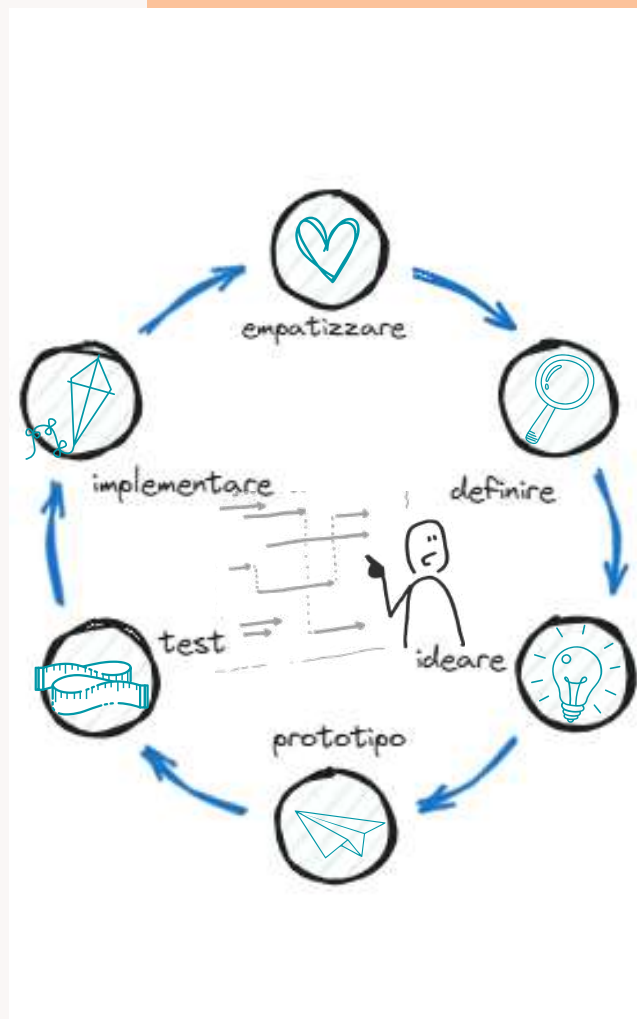 empatizzare
implementare
definire
test
ideare
prototipo